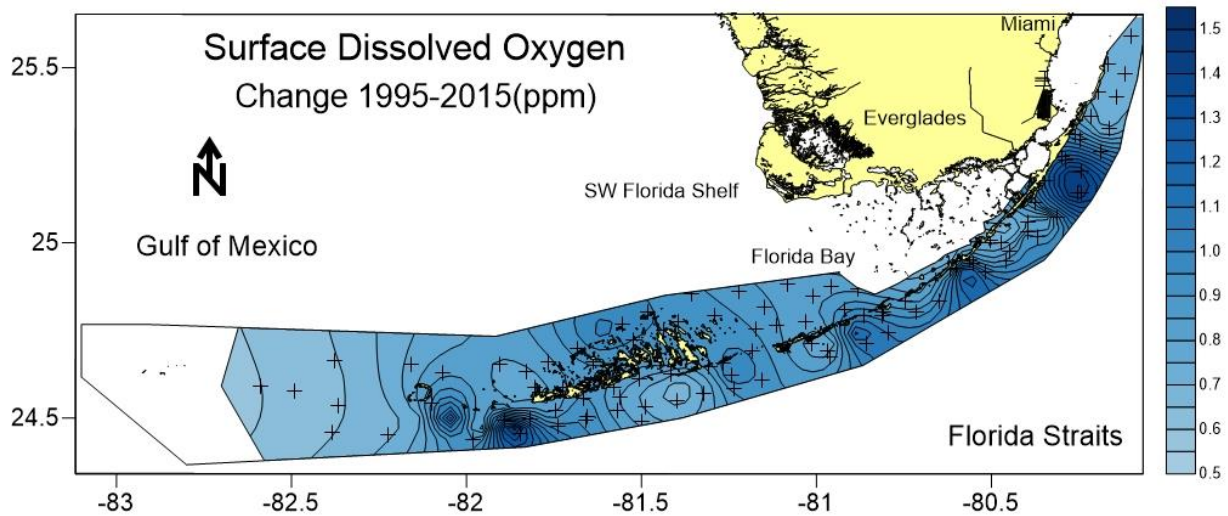 Surface Dissolved Oxygen
Change 1995-2015(ppm)
N
Miami
Everglades
SW Florida Shelf
Gulf of Mexico
Florida Bay
Florida Straits
25.5
25
24.5
-83
-82.5
-82
-81.5
-81
-80.5
1.5
1.4
1.3
1.2
1.1
1.0
0.9
0.8
0.7
0.6
0.5